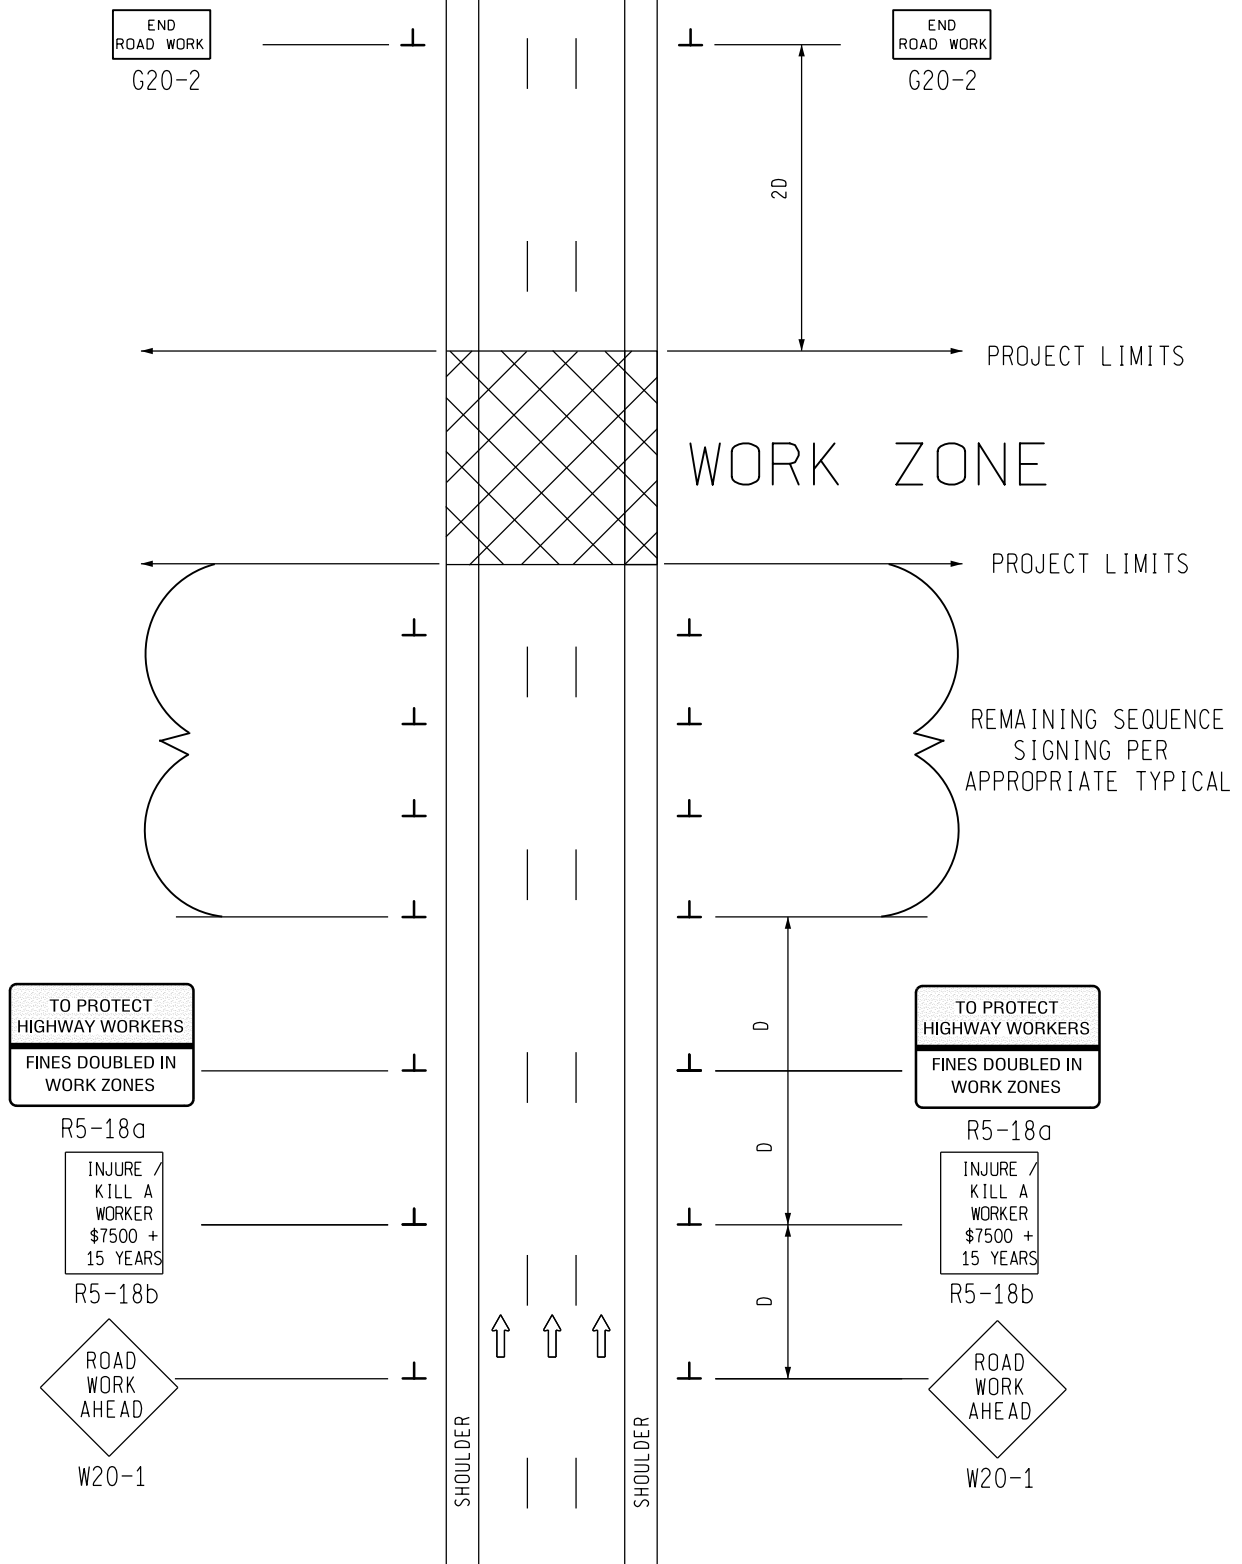 END
ROAD WORK
G20-2
END
ROAD WORK
G20-2
2D
PROJECT LIMITS
WORK ZONE
PROJECT LIMITS
REMAINING SEQUENCE
SIGNING PER
APPROPRIATE TYPICAL
TO PROTECT
HIGHWAY WORKERS
FINES DOUBLED IN
WORK ZONES
R5-18a
D
TO PROTECT
HIGHWAY WORKERS
FINES DOUBLED IN
WORK ZONES
R5-18a
INJURE /
KILL A
WORKER
$7500 +
15 YEARS
R5-18b
D
INJURE /
KILL A
WORKER
$7500 +
15 YEARS
R5-18b
D
ROAD
WORK
AHEAD
W20-1
SHOULDER
SHOULDER
ROAD
WORK
AHEAD
W20-1